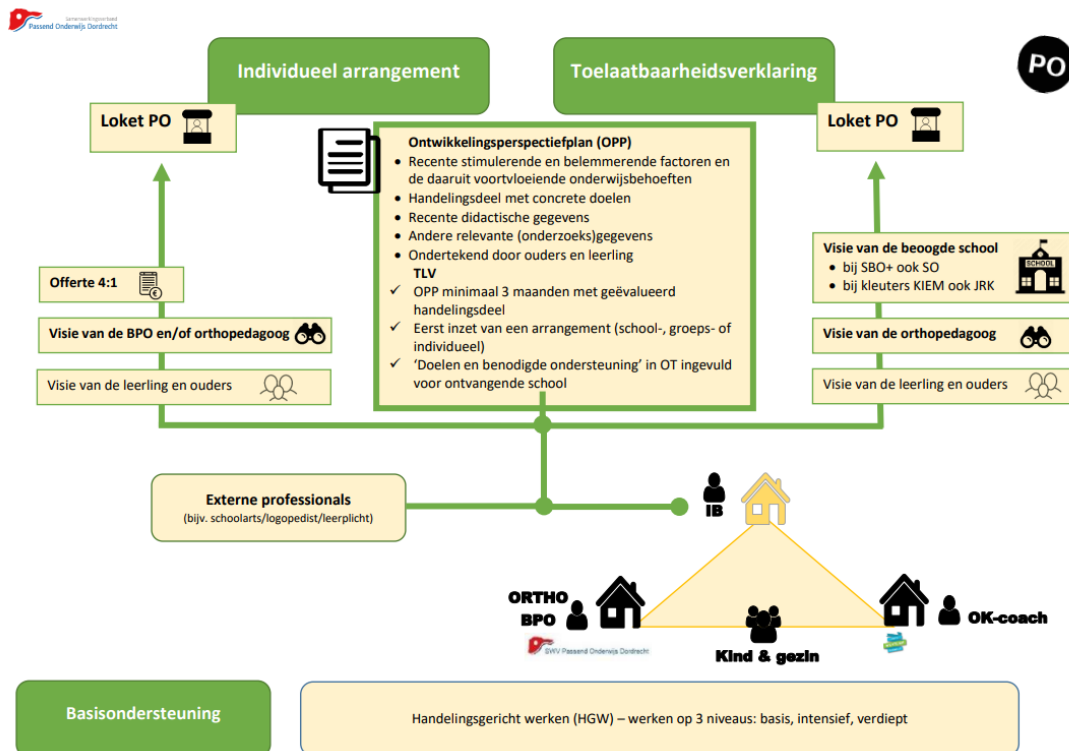 Samenwerkingsverband
Passend Onderwijs Dordrecht
Individueel arrangement
Toelaatbaarheidsverklaring
PO
Loket PO
Loket PO
Ontwikkelingsperspectiefplan (OPP)
• Recente stimulerende en belemmerende factoren en
de daaruit voortvloeiende onderwijsbehoeften
• Handelingsdeel met concrete doelen
• Recente didactische gegevens
• Andere relevante (onderzoeks)gegevens
• Ondertekend door ouders en leerling
TLV
✓ OPP minimaal 3 maanden met geëvalueerd
handelingsdeel
✓ Eerst inzet van een arrangement (school-, groeps- of
individueel)
✓ ‘Doelen en benodigde ondersteuning’ in OT ingevuld
voor ontvangende school
Offerte 4:1
Visie van de BPO en/of orthopedagoog
Visie van de leerling en ouders
Visie van de beoogde school
• bij SBO+ ook SO
• bij kleuters KIEM ook JRK
SCHOOL
Visie van de orthopedagoog
Visie van de leerling en ouders
Externe professionals
(bijv. schoolarts/logopedist/leerplicht)
IB
ORTHO
BPO
SWV Passend Onderwijs Dordrecht
Kind & gezin
OK-coach
Basisondersteuning
Handelingsgericht werken (HGW) – werken op 3 niveaus: basis, intensief, verdiept